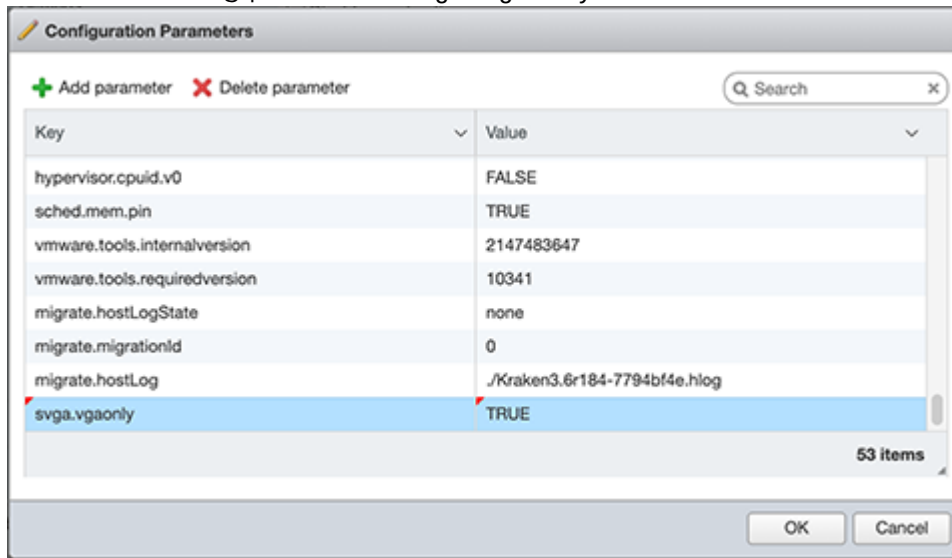 Configuration Parameters
Add parameter Delete parameter Search
Key Value
hypervisor.cpuid.v0 FALSE
sched.mem.pin TRUE
vmware.tools.internalversion 2147483647
vmware.tools.requiredversion 10341
migrate.hostLogState none
migrate.migrationId 0
migrate.hostLog ./Kraken3.6r184-7794bf4e.hlog
svga.vgaonly TRUE
53 items
OK Cancel